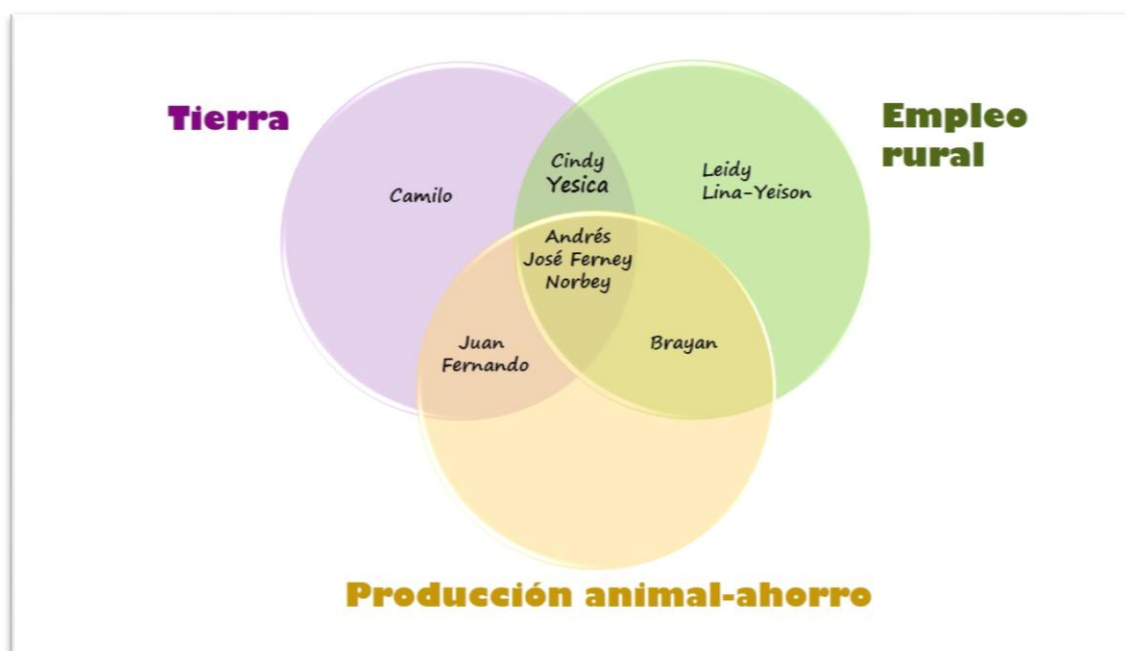 Tierra
Empleo
rural
Cindy
Yesica
Leidy
Lina-Yeison
Camilo
Andrés
José Ferney
Norbey
Juan
Fernando
Brayan
Producción animal-ahorro